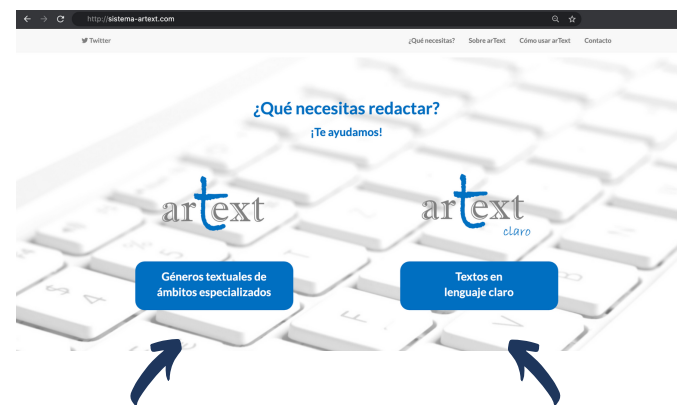 http://sistema-artext.com
Twitter
¿Qué necesitas?
Sobre arText
Cómo usar arText
Contacto
¿Qué necesitas redactar?
¡Te ayudamos!
artext
artext
claro
Géneros textuales de
ámbitos especializados
Textos en
lenguaje claro